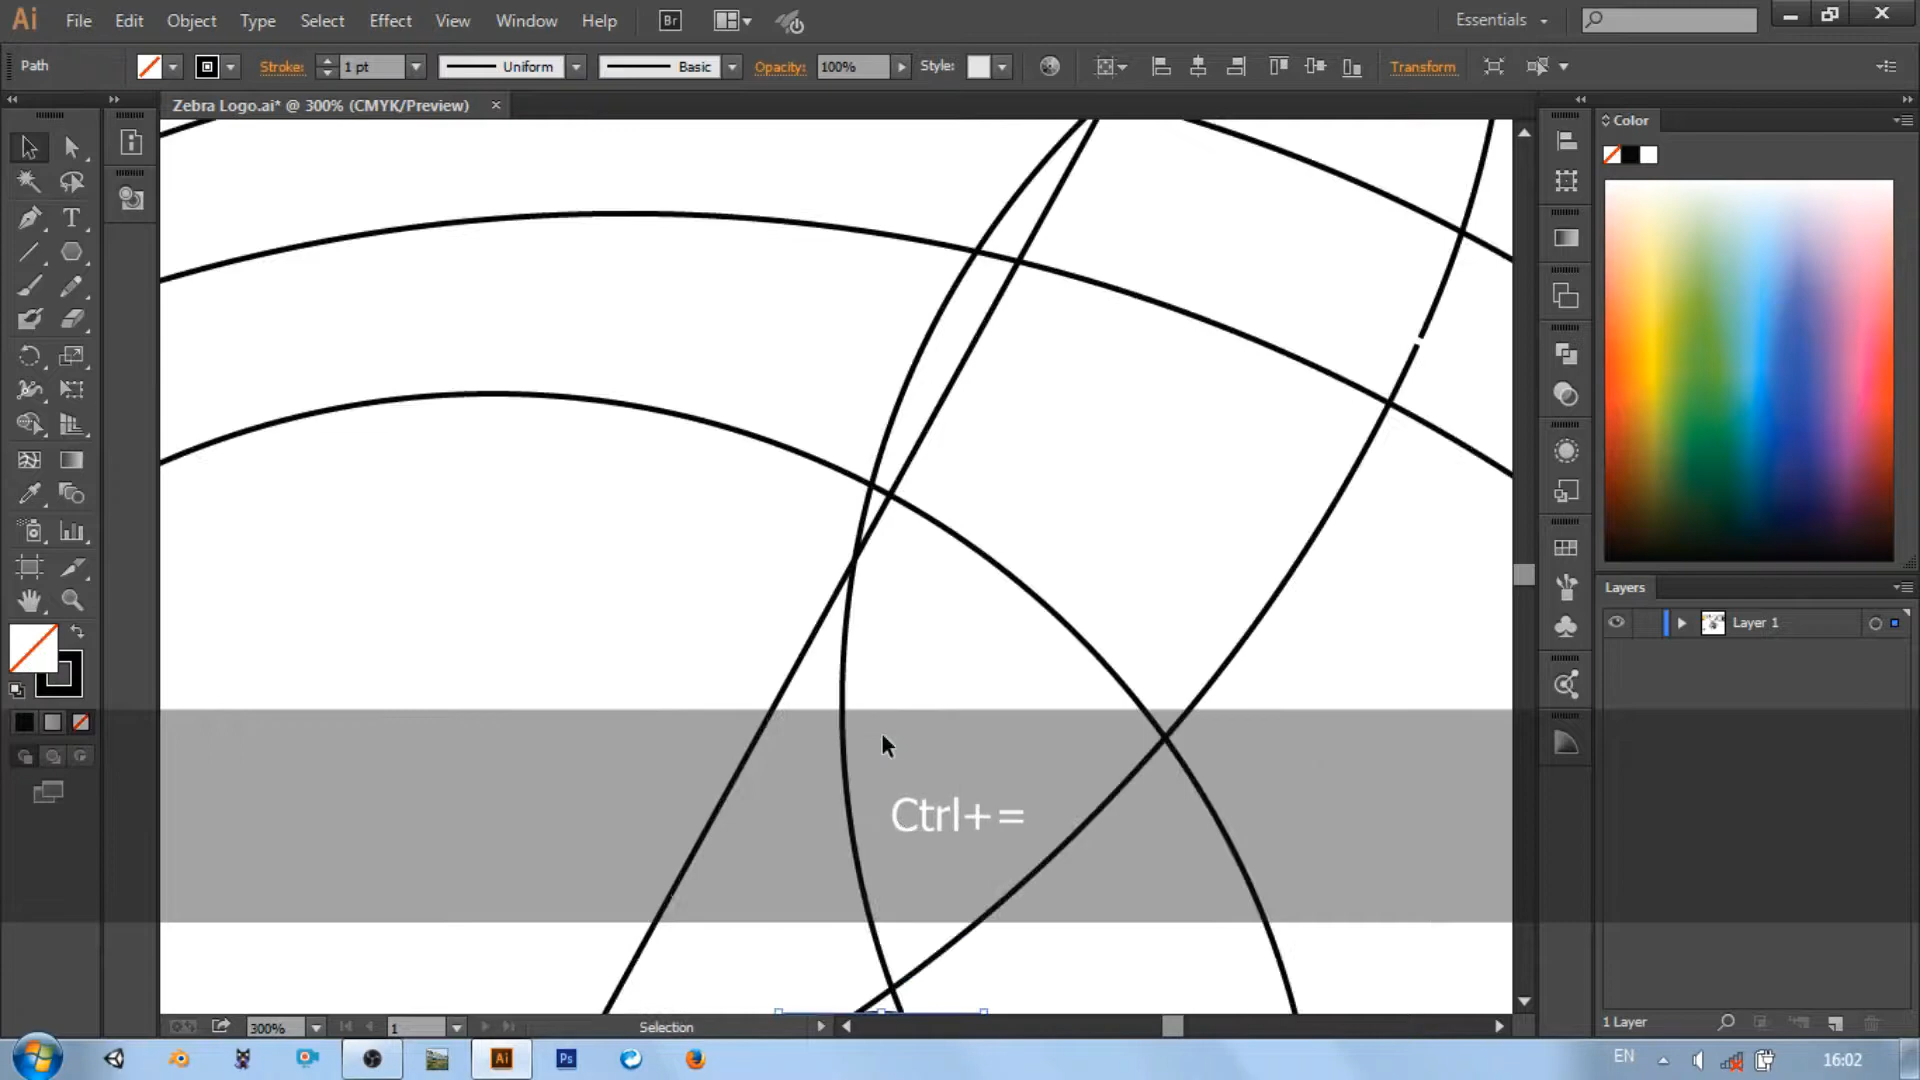 Ai File Edit Object Type Select Effect View Window Help Br Essentials
Path Stroke: 1 pt Uniform Basic Opacity: 100% Style: Transform
Zebra Logo.ai* @ 300% (CMYK/Preview)
Color
Layers
Layer 1
Ctrl+=
1 Layer
300% 1 Selection
Ai Ps EN 16:02